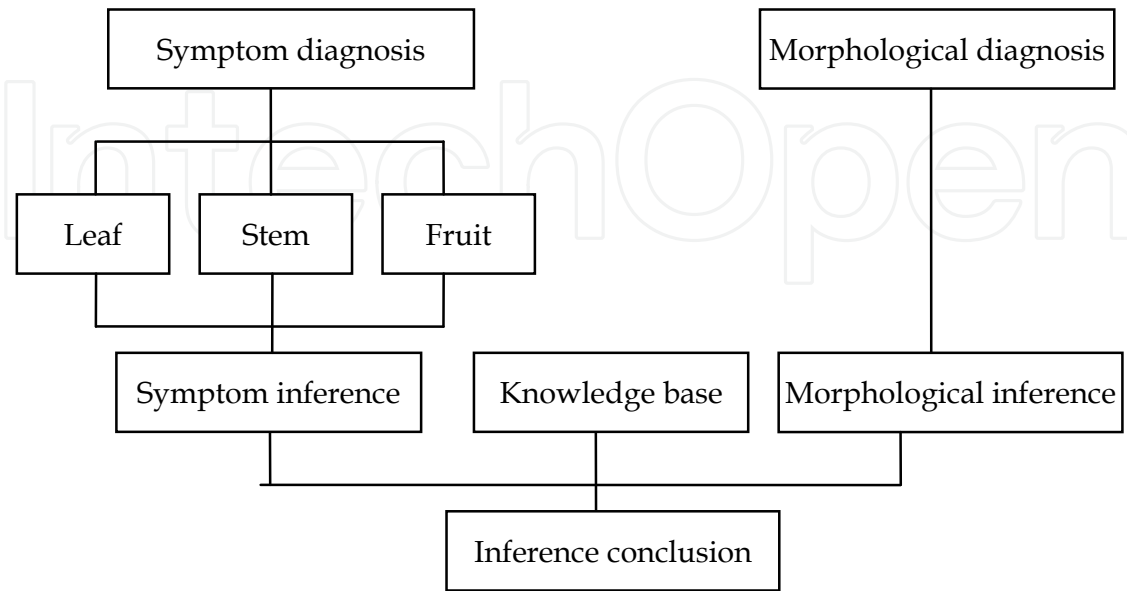 Symptom diagnosis
Morphological diagnosis
IntechOpen
Leaf
Stem
Fruit
Symptom inference
Knowledge base
Morphological inference
Inference conclusion